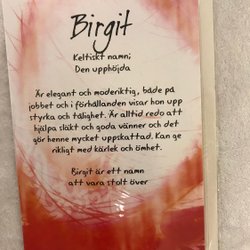 Birgit
Keltiskt namn;
Den upphöjda
Är elegant och moderiktig, både på
jobbet och i förhållanden visar hon upp
styrka och tålighet. Är alltid redo att
hjälpa släkt och goda vänner och det
gör henne mycket uppskattad. Kan ge
rikligt med kärlek och ömhet.
Birgit är ett namn
att vara stolt över